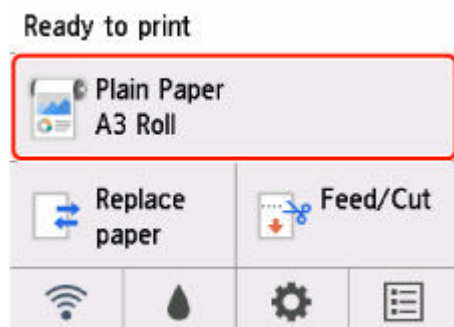 Ready to print
Plain Paper
A3 Roll
Replace
paper
Feed/Cut